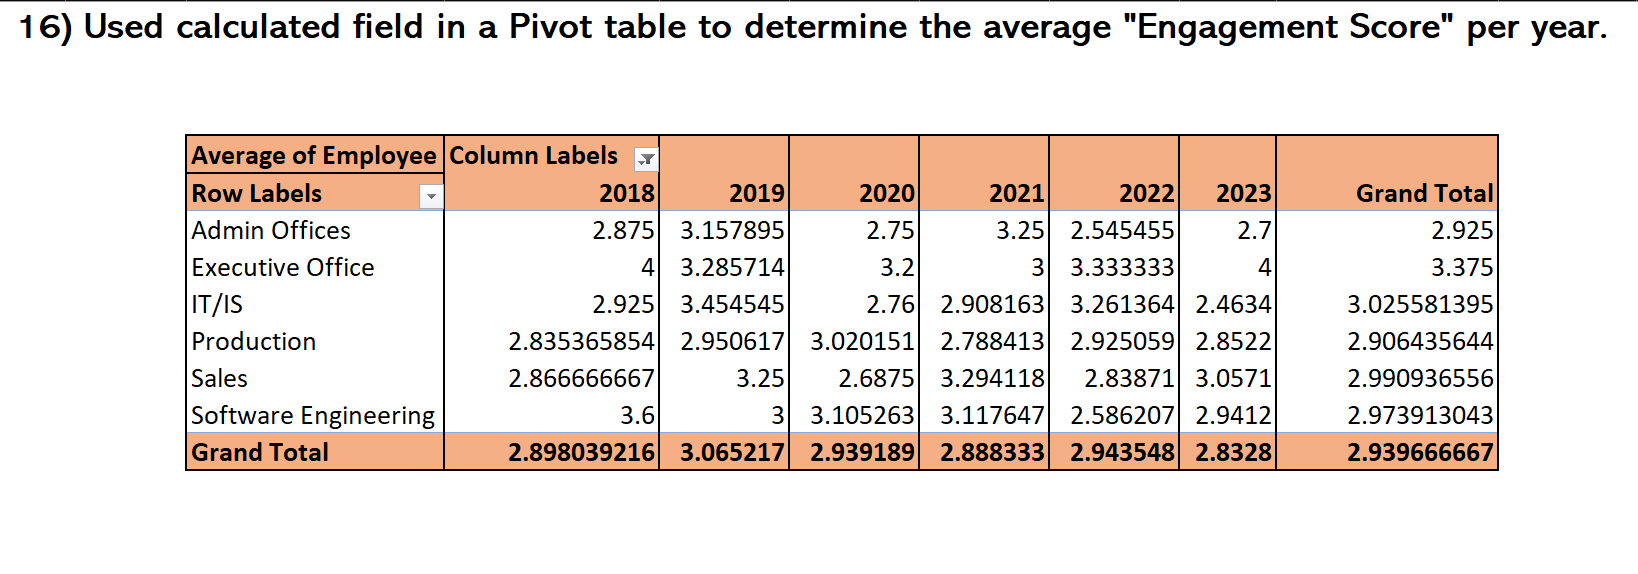 16) Used calculated field in a Pivot table to determine the average "Engagement Score" per year.
Average of Employee Column Labels
Row Labels 2018 2019 2020 2021 2022 2023 Grand Total
Admin Offices 2.875 3.157895 2.75 3.25 2.545455 2.7 2.925
Executive Office 4 3.285714 3.2 3 3.333333 4 3.375
IT/IS 2.925 3.454545 2.76 2.908163 3.261364 2.4634 3.025581395
Production 2.835365854 2.950617 3.020151 2.788413 2.925059 2.8522 2.906435644
Sales 2.866666667 3.25 2.6875 3.294118 2.83871 3.0571 2.990936556
Software Engineering 3.6 3 3.105263 3.117647 2.586207 2.9412 2.973913043
Grand Total 2.898039216 3.065217 2.939189 2.888333 2.943548 2.8328 2.939666667